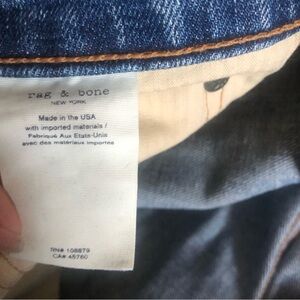 rag & bone
NEW YORK
Made in the USA
with imported materials /
Fabriqué Aux Etats-Unis
avec des matériaux importés
RN# 108879
CA# 45760